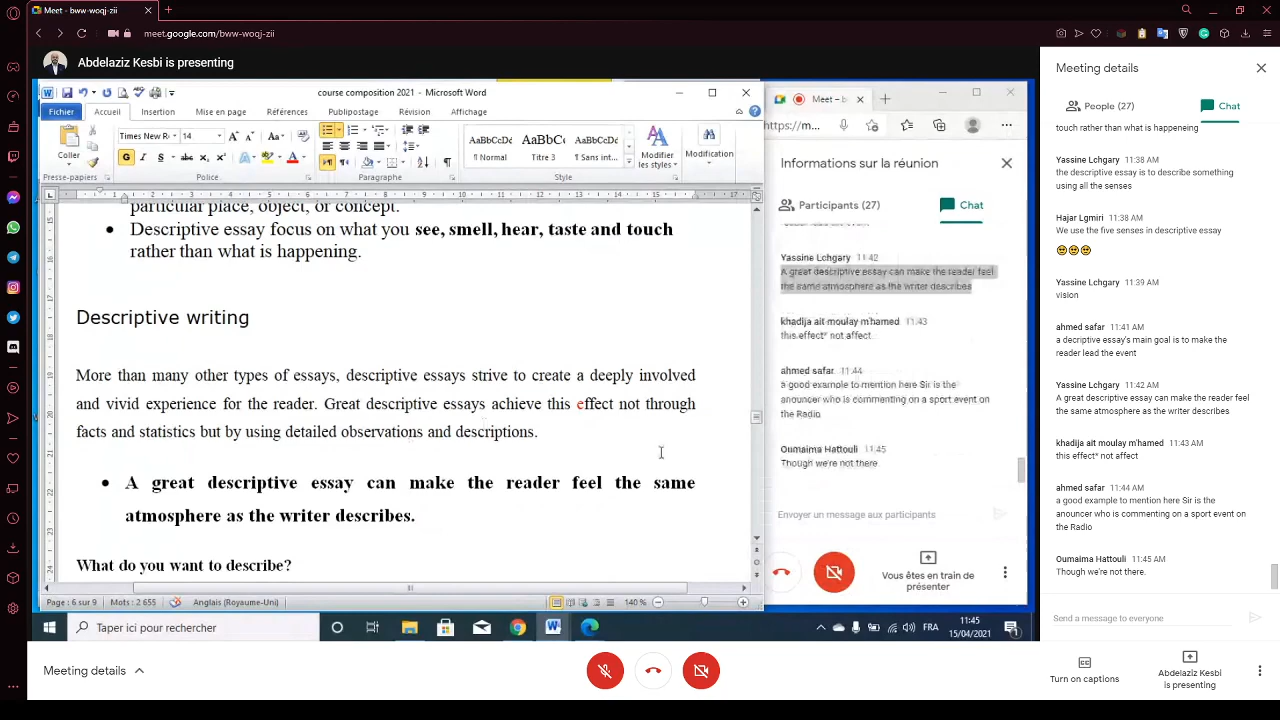 meet.google.com/bww-woqj-zii
Abdelaziz Kesbi is presenting
course composition 2021 - Microsoft Word
Fichier Accueil Insertion Mise en page Références Publipostage Révision Affichage
Times New R 14
Coller
AaBbCcDd AaBbCc AaBbCcDd
¶ Normal Titre 3 ¶ Sans int...
Modifier les styles
Modification
Presse-papiers Police Paragraphe Style
particular place, object, or concept.
• Descriptive essay focus on what you see, smell, hear, taste and touch
rather than what is happening.
Descriptive writing
More than many other types of essays, descriptive essays strive to create a deeply involved
and vivid experience for the reader. Great descriptive essays achieve this effect not through
facts and statistics but by using detailed observations and descriptions.
• A great descriptive essay can make the reader feel the same
atmosphere as the writer describes.
What do you want to describe?
Page : 6 sur 9 Mots : 2 655 Anglais (Royaume-Uni) 140 %
Taper ici pour rechercher
FRA
11:45
15/04/2021
Meet – b
https://m...
Informations sur la réunion
Participants (27) Chat
Yassine Lchgary 11:42
A great descriptive essay can make the reader feel
the same atmosphere as the writer describes
khadija ait moulay m'hamed 11:43
this effect* not affect
ahmed safar 11:44
a good example to mention here Sir is the
anouncer who is commenting on a sport event on
the Radio
Oumaima Hattouli 11:45
Though we're not there.
Envoyer un message aux participants
Vous êtes en train de
présenter
Meeting details
People (27) Chat
touch rather than what is happeneing
Yassine Lchgary 11:38 AM
the descriptive essay is to describe something
using all the senses
Hajar Lgmiri 11:38 AM
We use the five senses in descriptive essay
Yassine Lchgary 11:39 AM
vision
ahmed safar 11:41 AM
a decriptive essay's main goal is to make the
reader lead the event
Yassine Lchgary 11:42 AM
A great descriptive essay can make the reader feel
the same atmosphere as the writer describes
khadija ait moulay m'hamed 11:43 AM
this effect* not affect
ahmed safar 11:44 AM
a good example to mention here Sir is the
anouncer who is commenting on a sport event on
the Radio
Oumaima Hattouli 11:45 AM
Though we're not there.
Send a message to everyone
Meeting details
Turn on captions
Abdelaziz Kesbi
is presenting